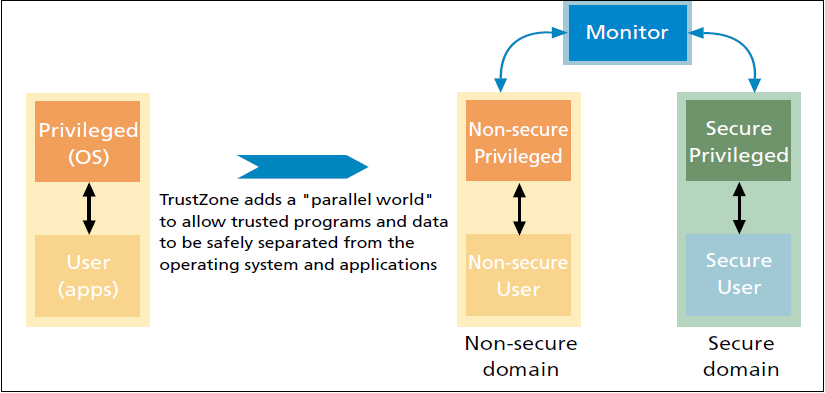 Monitor
Privileged
(OS)
User
(apps)
TrustZone adds a "parallel world"
to allow trusted programs and data
to be safely separated from the
operating system and applications
Non-secure
Privileged
Non-secure
User
Non-secure
domain
Secure
Privileged
Secure
User
Secure
domain